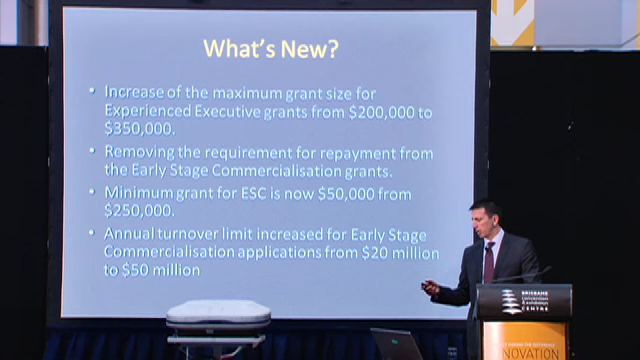 What's New?
• Increase of the maximum grant size for
Experienced Executive grants from $200,000 to
$350,000.
• Removing the requirement for repayment from
the Early Stage Commercialisation grants.
• Minimum grant for ESC is now $50,000 from
$250,000.
• Annual turnover limit increased for Early Stage
Commercialisation applications from $20 million
to $50 million
BRISBANE
convention
& exhibition
CENTRE
NOVATION